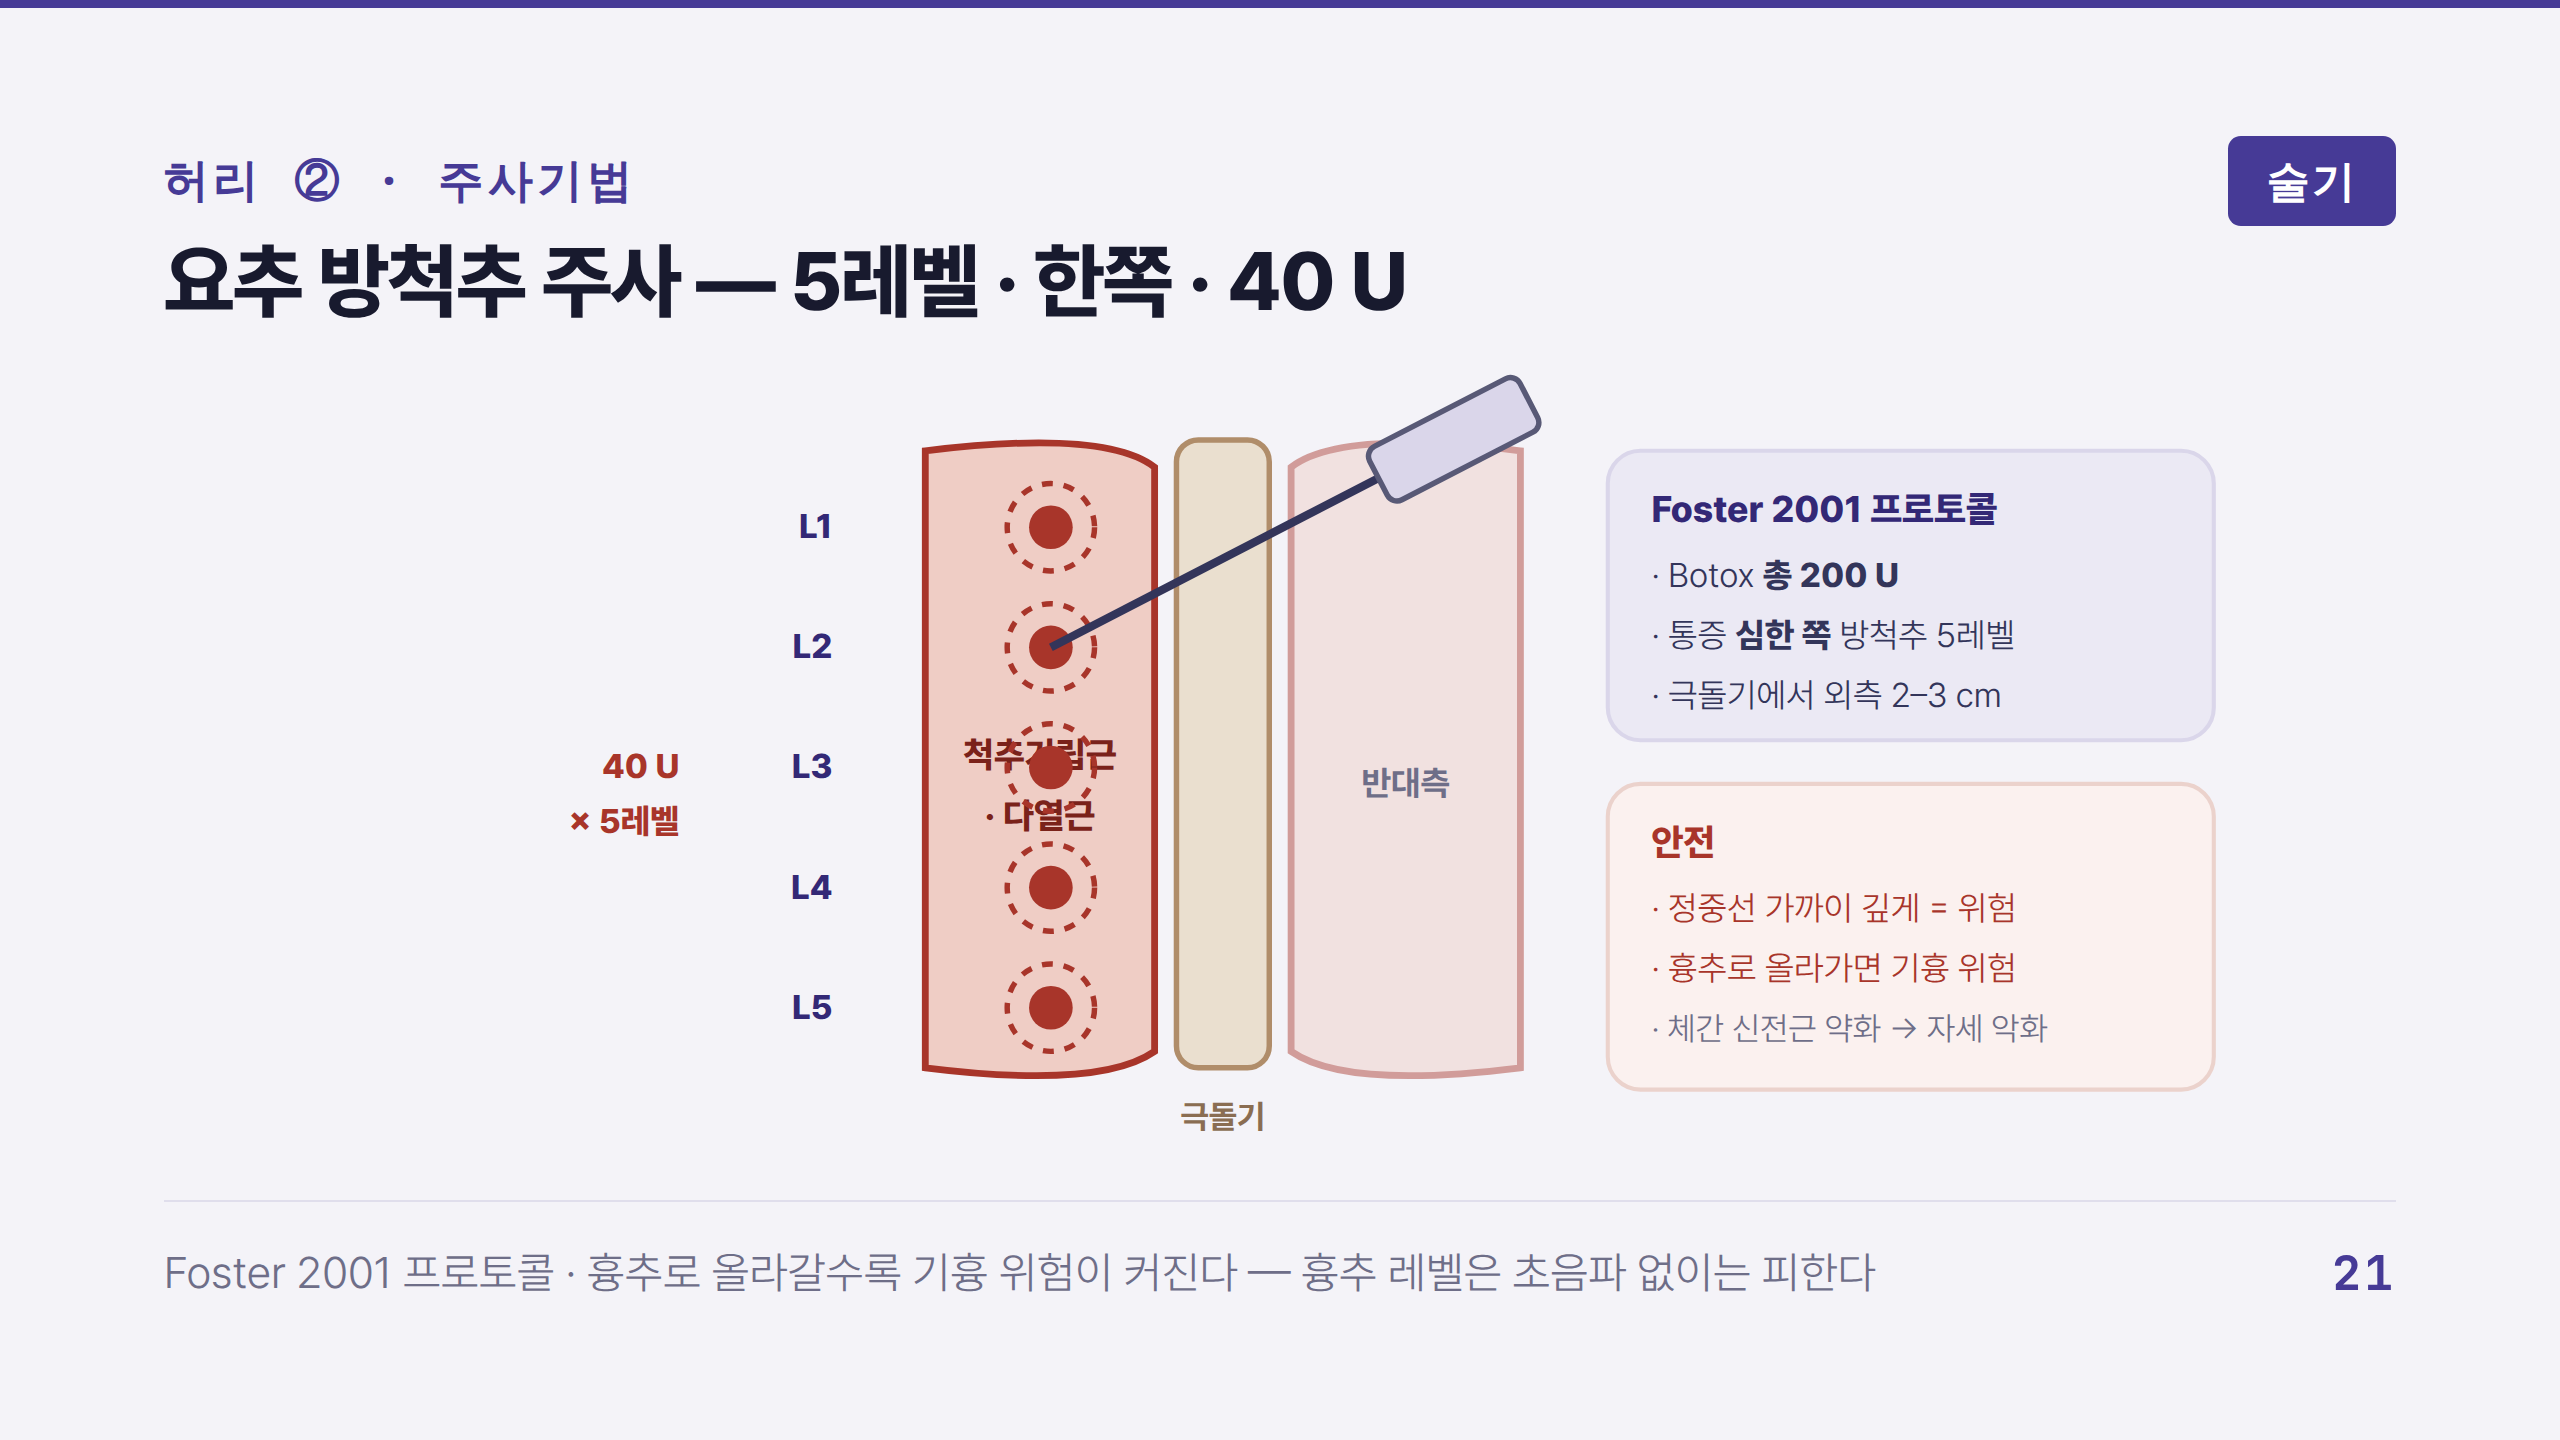 허리 ② · 주사기법
술기
요추 방척추 주사 — 5레벨 · 한쪽 · 40 U
L1
L2
L3
L4
L5
40 U
× 5레벨
척추기립근
· 다열근
반대측
극돌기
Foster 2001 프로토콜
· Botox 총 200 U
· 통증 심한 쪽 방척추 5레벨
· 극돌기에서 외측 2–3 cm
안전
· 정중선 가까이 깊게 = 위험
· 흉추로 올라가면 기흉 위험
· 체간 신전근 약화 → 자세 악화
Foster 2001 프로토콜 · 흉추로 올라갈수록 기흉 위험이 커진다 — 흉추 레벨은 초음파 없이는 피한다
21